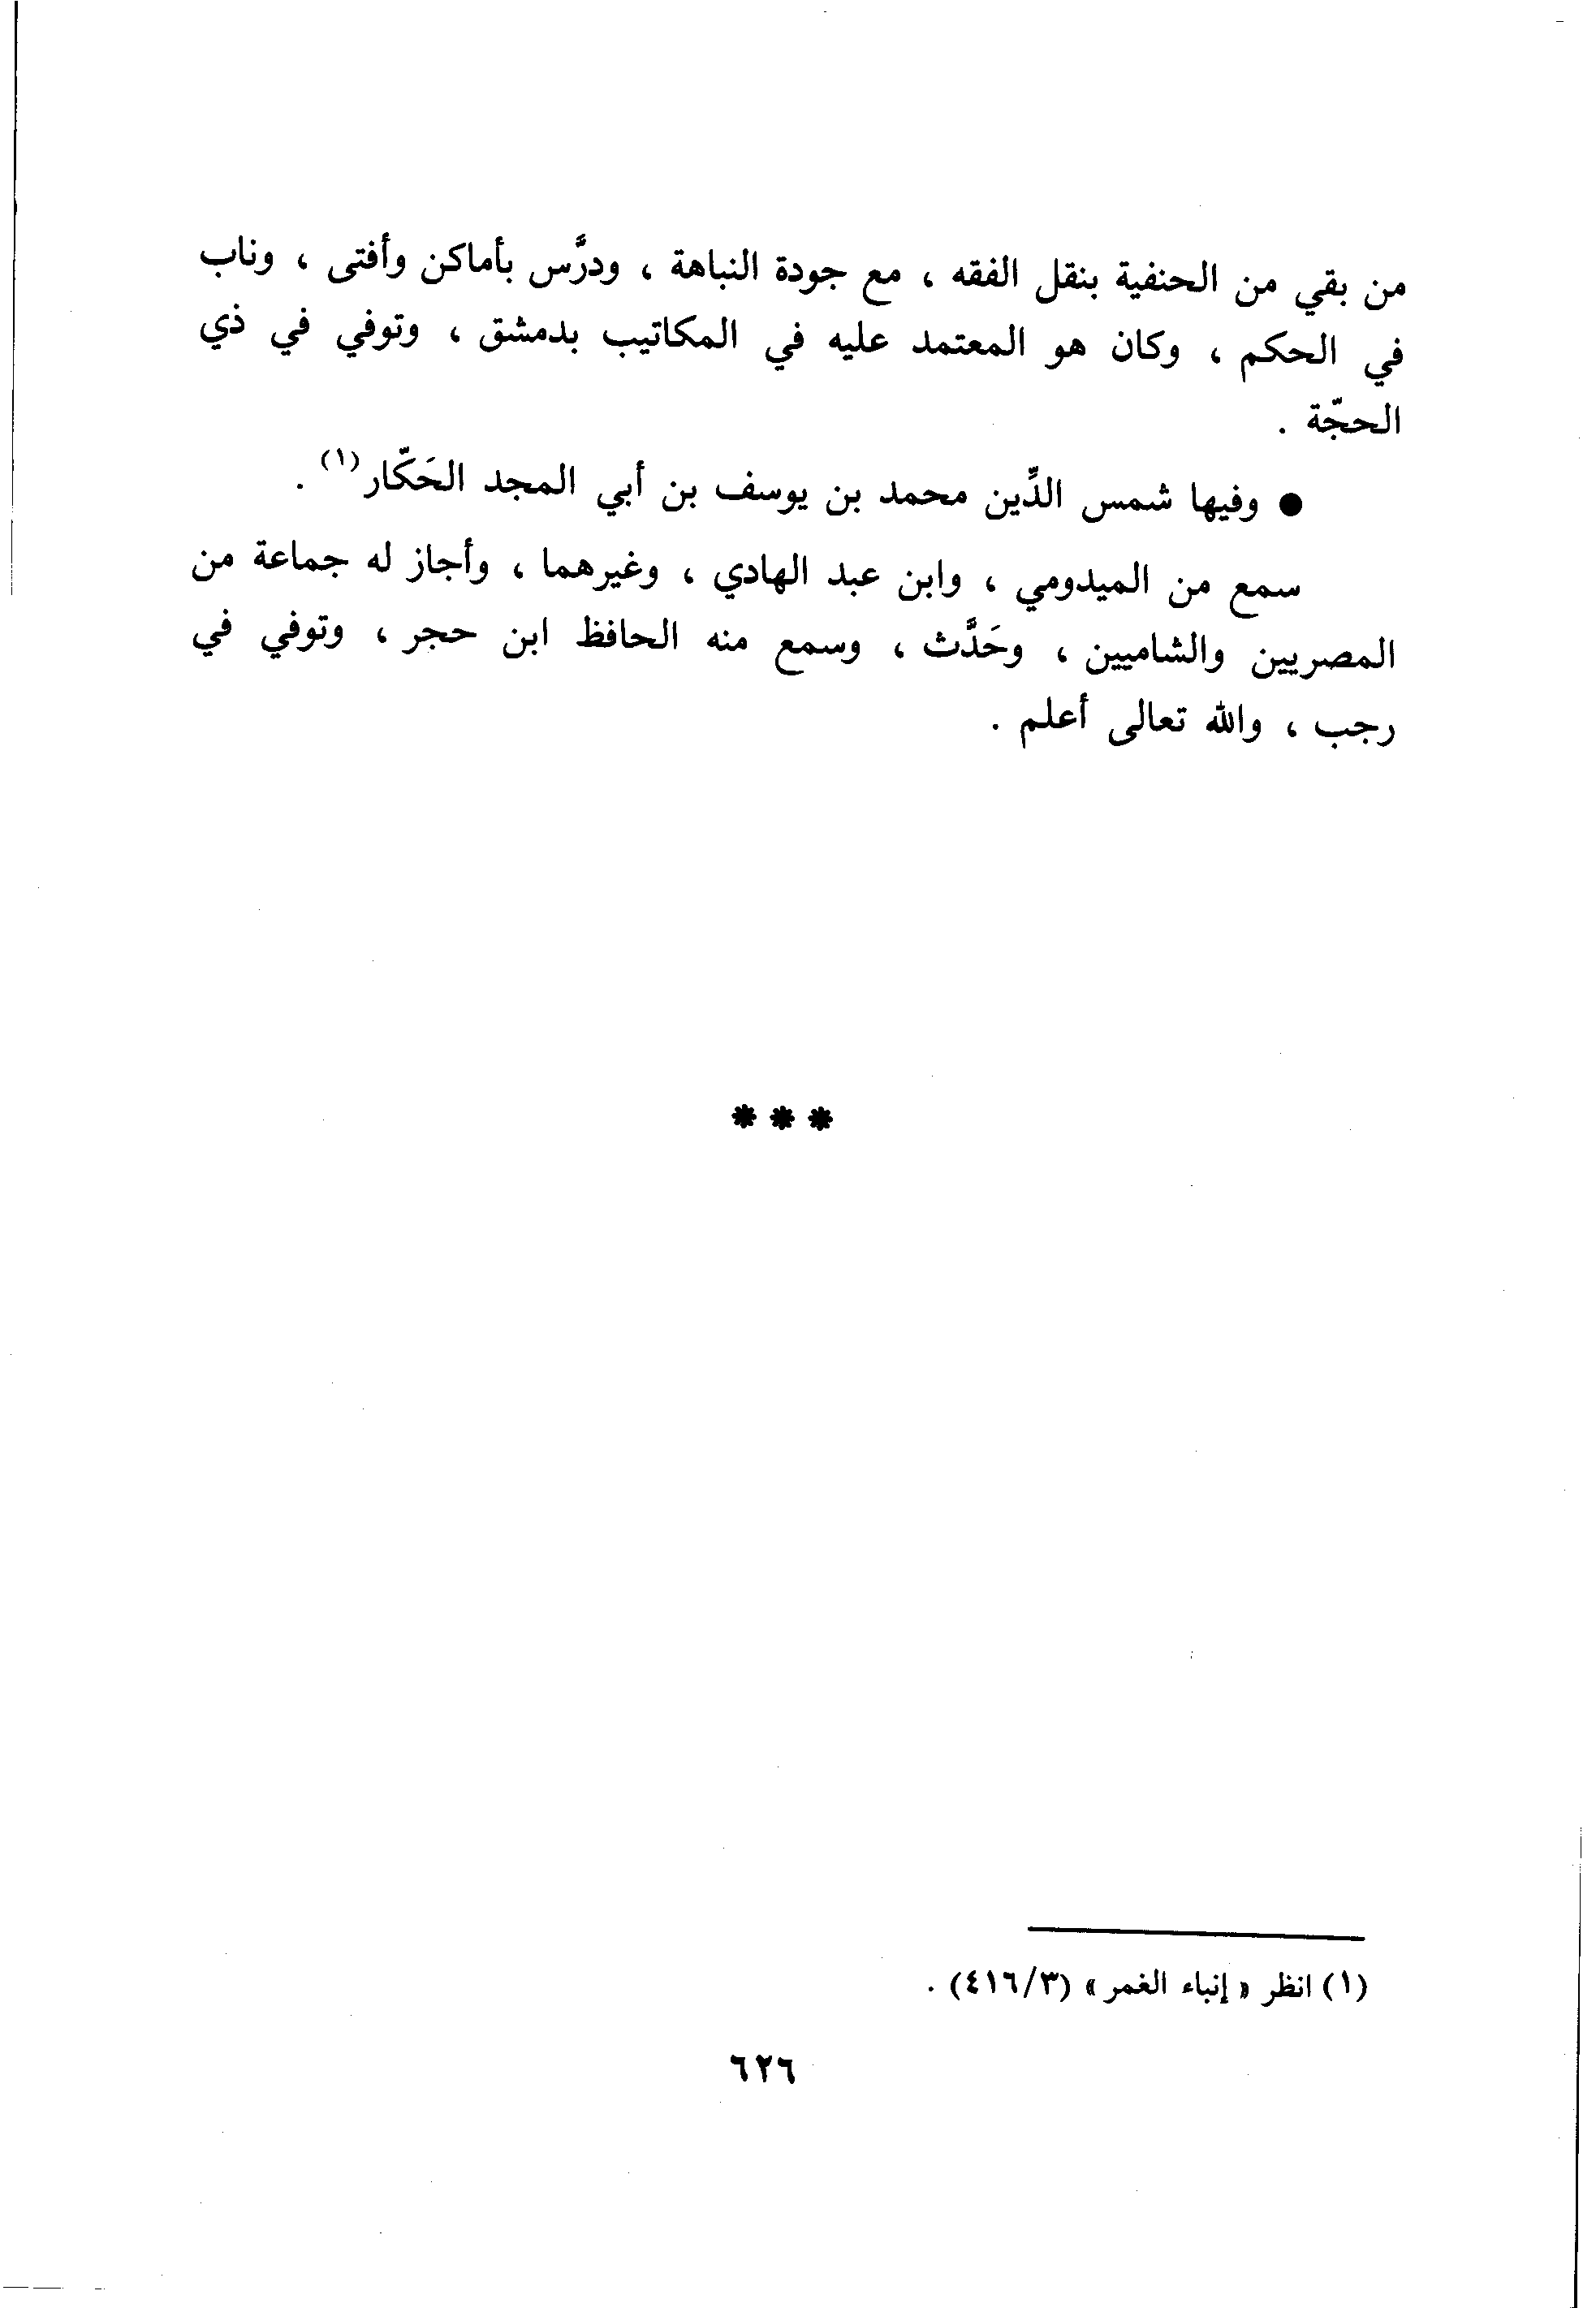 من بقي من الحنفية بنقل الفقه ، مع جودة النباهة ، ودرَّس بأماكن وأفتى ، وناب
في الحكم ، وكان هو المعتمد عليه في المكاتيب بدمشق ، وتوفي في ذي
الحجّة .
● وفيها شمس الدِّين محمد بن يوسف بن أبي المجد الحَكّار(١) .
سمع من الميدومي ، وابن عبد الهادي ، وغيرهما ، وأجاز له جماعة من
المصريين والشاميين ، وحَدَّث ، وسمع منه الحافظ ابن حجر ، وتوفي في
رجب ، والله تعالى أعلم .
***
(١) انظر « إنباء الغمر » (٤١٦/٣) .
٦٢٦